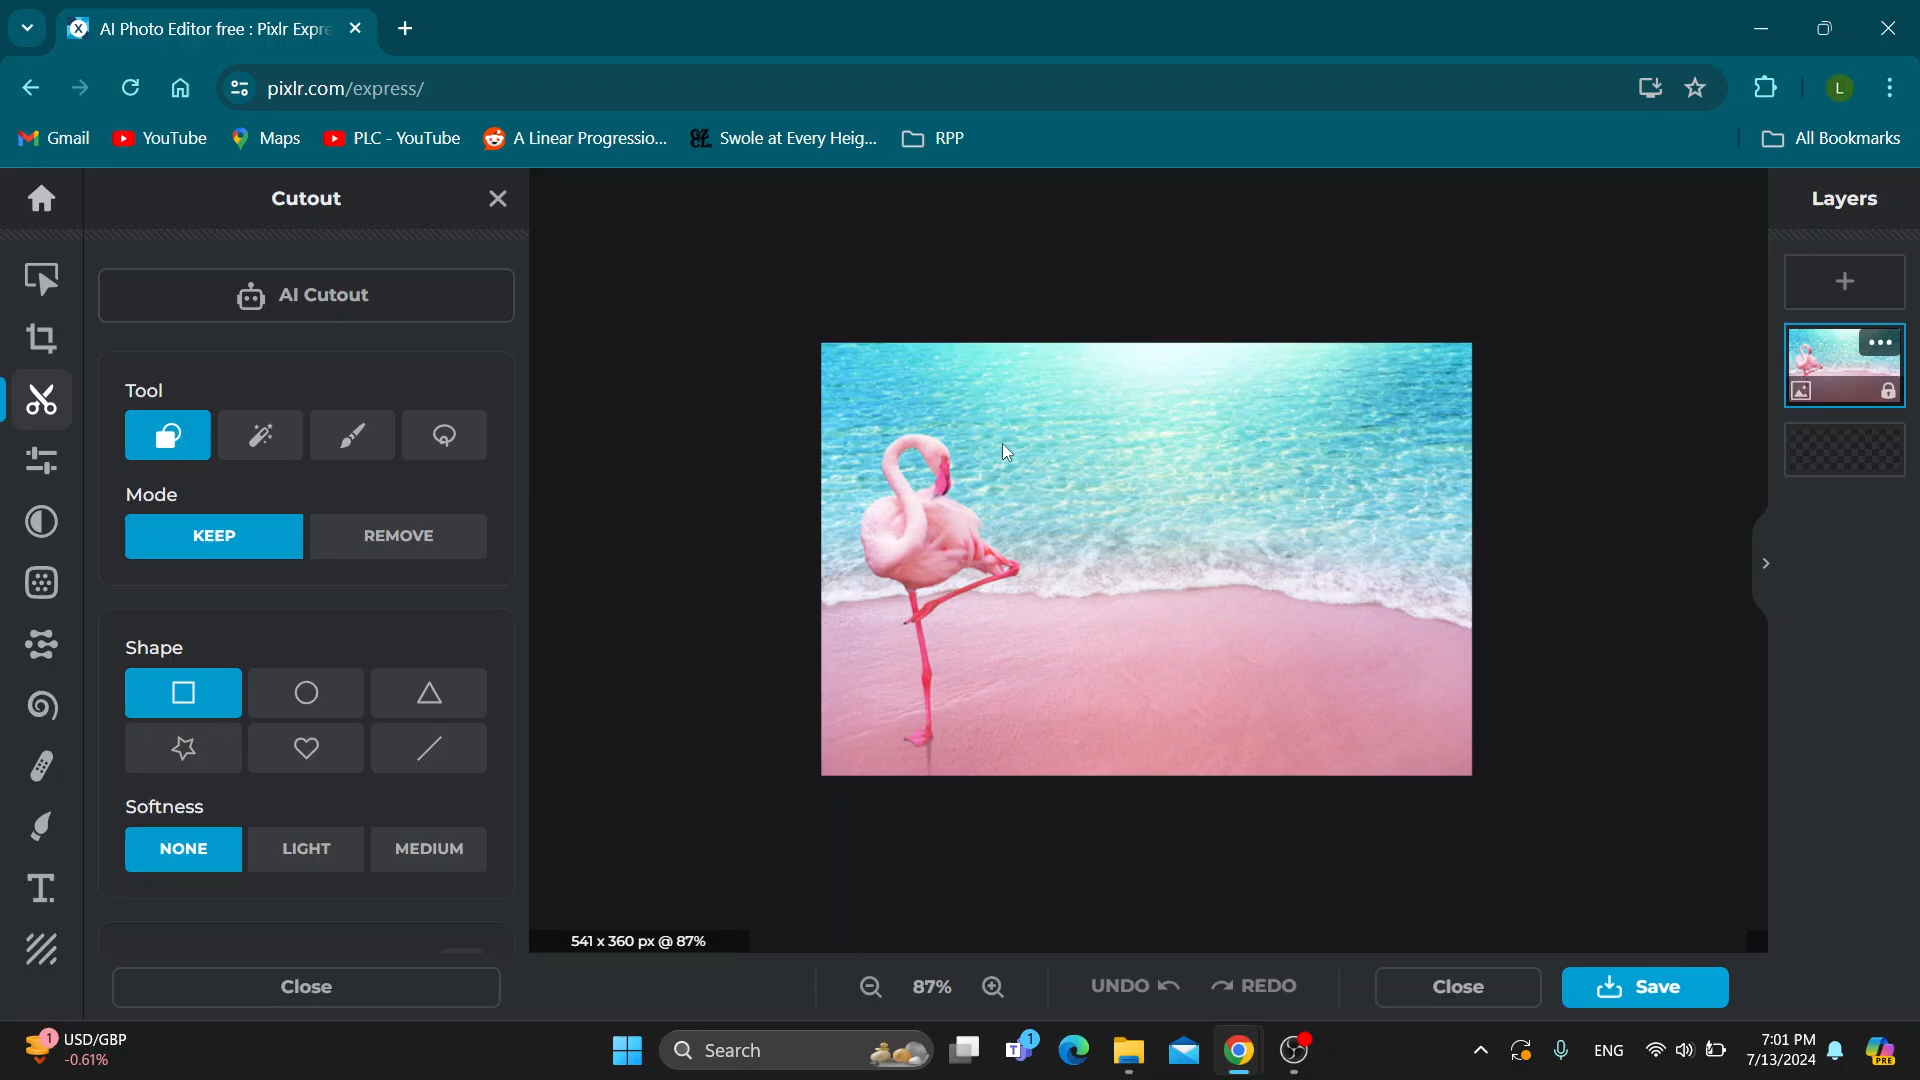 AI Photo Editor free : Pixlr Expre
pixlr.com/express/
L
Gmail
YouTube
Maps
PLC - YouTube
A Linear Progressio...
Swole at Every Heig...
RPP
All Bookmarks
Cutout
Layers
AI Cutout
Tool
Mode
KEEP
REMOVE
Shape
Softness
NONE
LIGHT
MEDIUM
541 x 360 px @ 87%
Close
87%
UNDO
REDO
Close
Save
1
USD/GBP
-0.61%
Search
1
ENG
7:01 PM
7/13/2024
PRE